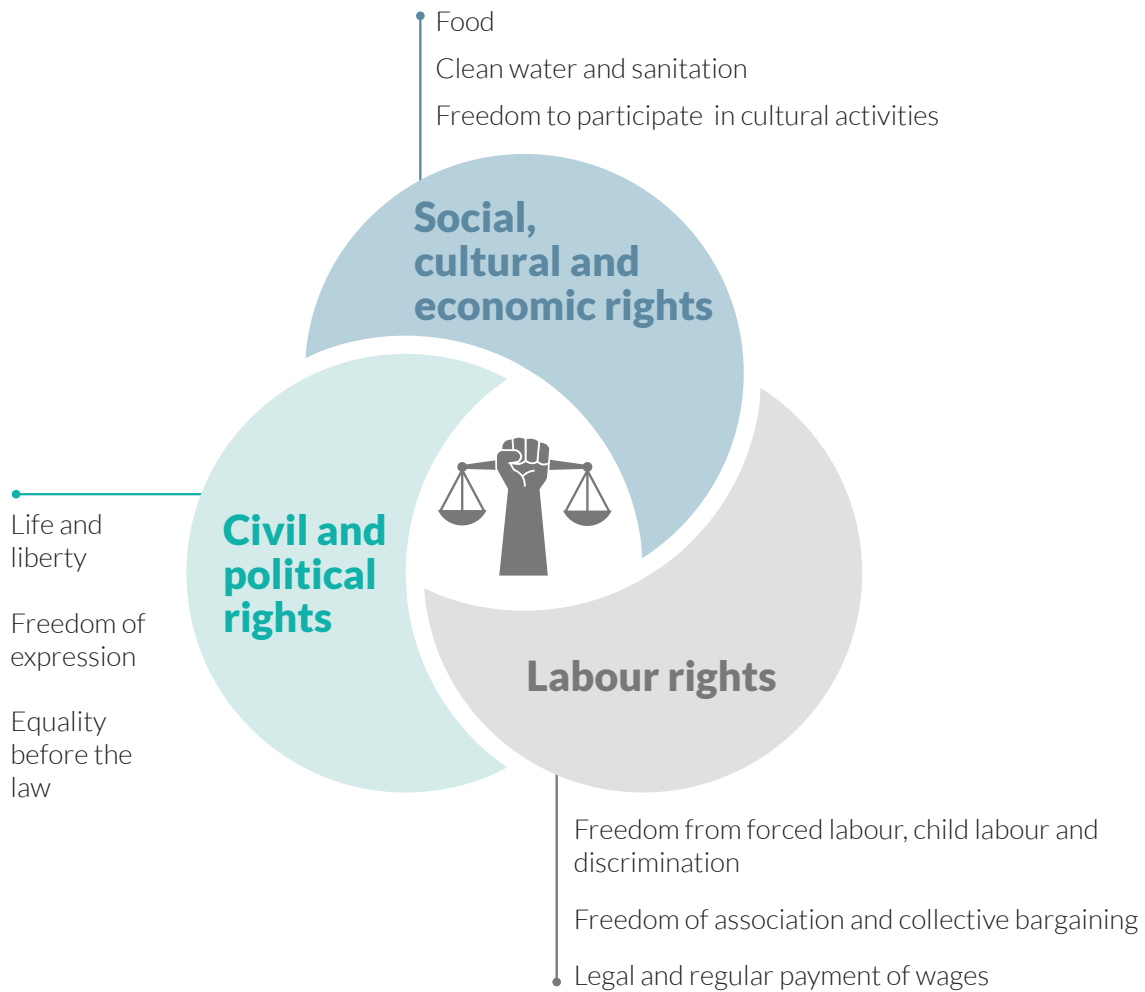 Food
Clean water and sanitation
Freedom to participate in cultural activities
Social,
cultural and
economic rights
Life and
liberty
Freedom of
expression
Equality
before the
law
Civil and
political
rights
Labour rights
Freedom from forced labour, child labour and
discrimination
Freedom of association and collective bargaining
Legal and regular payment of wages